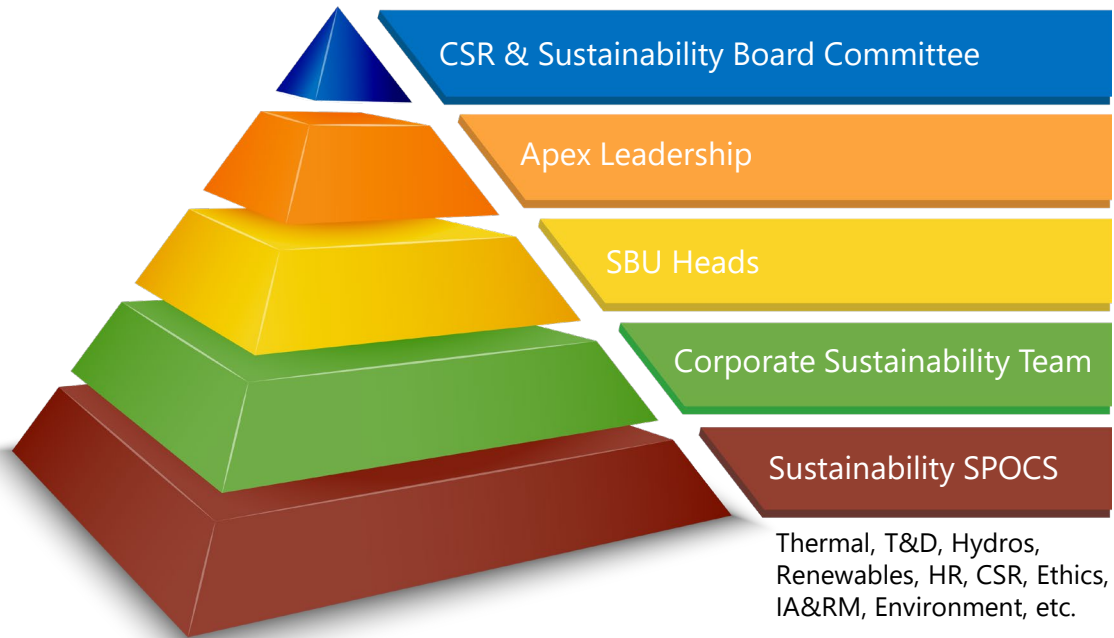 CSR & Sustainability Board Committee
Apex Leadership
SBU Heads
Corporate Sustainability Team
Sustainability SPOCS
Thermal, T&D, Hydros,
Renewables, HR, CSR, Ethics,
IA&RM, Environment, etc.